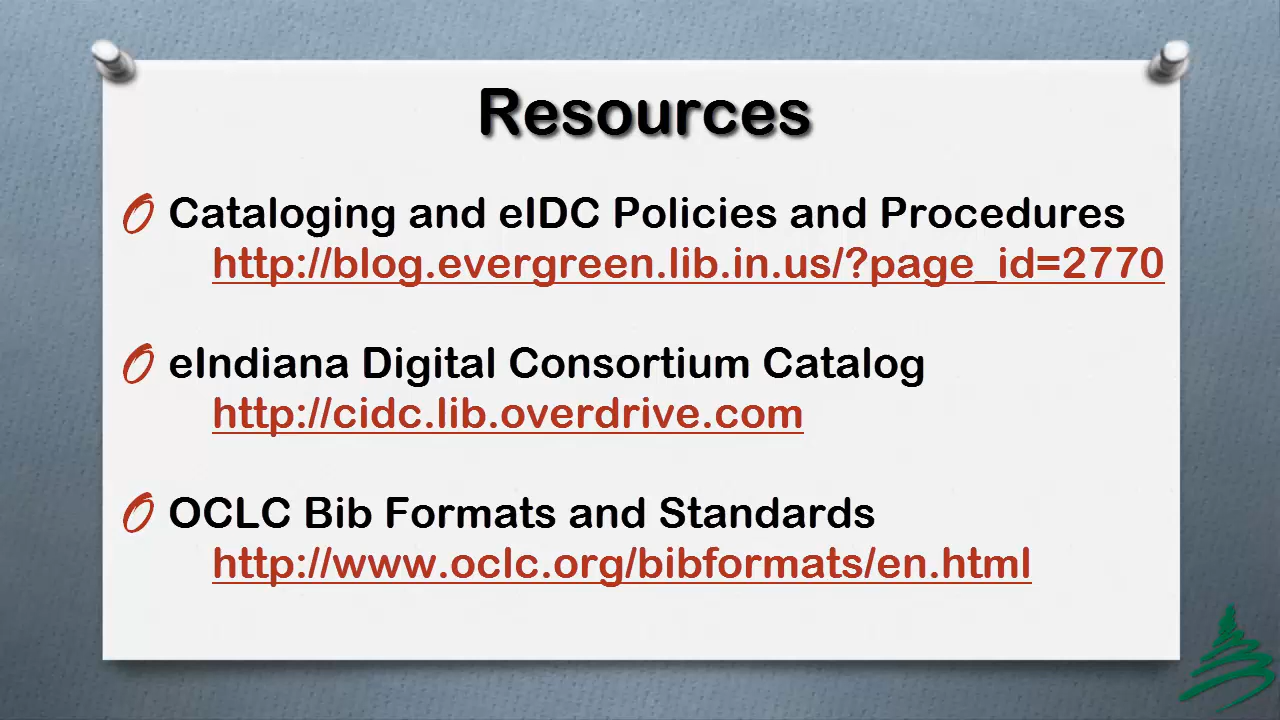 Resources
Cataloging and eIDC Policies and Procedures
http://blog.evergreen.lib.in.us/?page_id=2770
eIndiana Digital Consortium Catalog
http://cidc.lib.overdrive.com
OCLC Bib Formats and Standards
http://www.oclc.org/bibformats/en.html